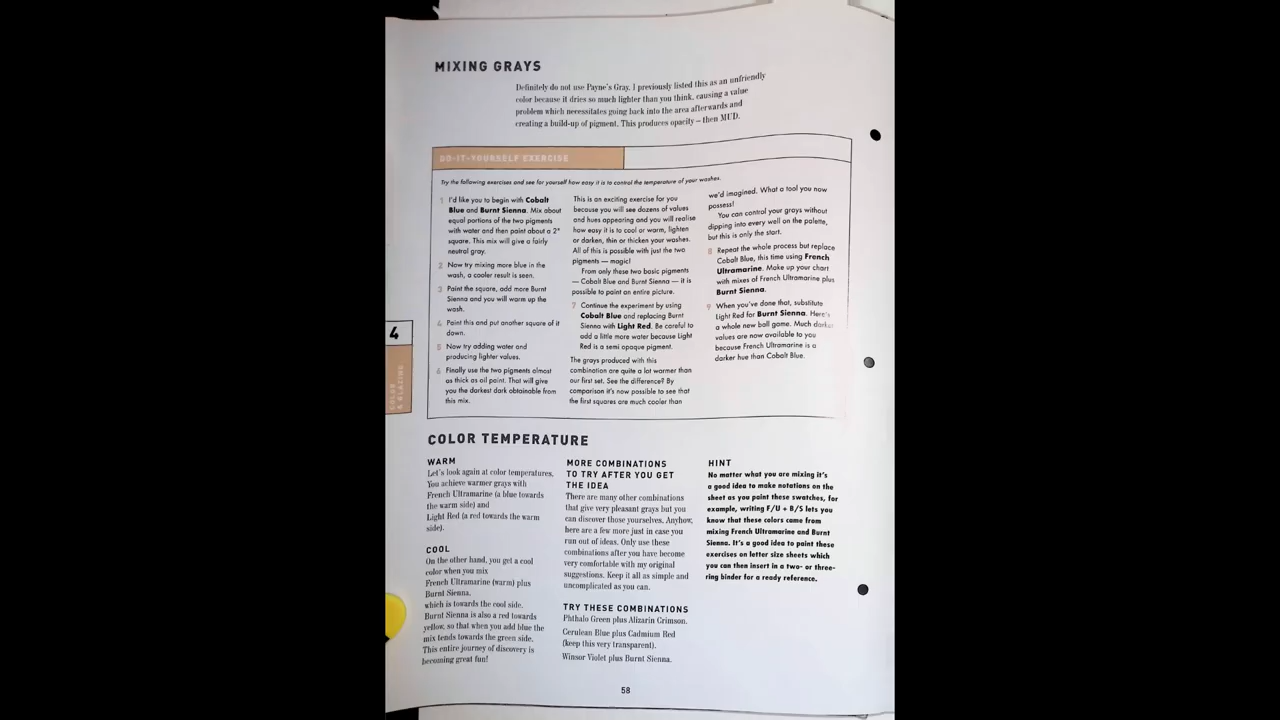 MIXING GRAYS
Definitely do not use Payne's Gray. I previously listed this as an unfriendly
color because it dries so much lighter than you think, causing a value
problem which necessitates going back into the area afterwards and
creating a build-up of pigment. This produces opacity – then MUD.
DO-IT-YOURSELF EXERCISE
Try the following exercises and see for yourself how easy it is to control the temperature of your washes.
1 I'd like you to begin with Cobalt
Blue and Burnt Sienna. Mix about
equal portions of the two pigments
with water and then paint about a 2"
square. This mix will give a fairly
neutral gray.
2 Now try mixing more blue in the
wash, a cooler result is seen.
3 Paint the square, add more Burnt
Sienna and you will warm up the
wash.
4 Paint this and put another square of it
down.
5 Now try adding water and
producing lighter values.
6 Finally use the two pigments almost
as thick as oil paint. That will give
you the darkest dark obtainable from
this mix.
This is an exciting exercise for you
because you will see dozens of values
and hues appearing and you will realise
how easy it is to cool or warm, lighten
or darken, thin or thicken your washes.
All of this is possible with just the two
pigments — magic!
From only these two basic pigments
— Cobalt Blue and Burnt Sienna — it is
possible to paint an entire picture.
7 Continue the experiment by using
Cobalt Blue and replacing Burnt
Sienna with Light Red. Be careful to
add a little more water because Light
Red is a semi opaque pigment.
The grays produced with this
combination are quite a lot warmer than
our first set. See the difference? By
comparison it's now possible to see that
the first squares are much cooler than
we'd imagined. What a tool you now
possess!
You can control your grays without
dipping into every well on the palette,
but this is only the start.
8 Repeat the whole process but replace
Cobalt Blue, this time using French
Ultramarine. Make up your chart
with mixes of French Ultramarine plus
Burnt Sienna.
9 When you've done that, substitute
Light Red for Burnt Sienna. Here's
a whole new ball game. Much darker
values are now available to you
because French Ultramarine is a
darker hue than Cobalt Blue.
4
COLOR
& GLAZING
COLOR TEMPERATURE
WARM
Let's look again at color temperatures.
You achieve warmer grays with
French Ultramarine (a blue towards
the warm side) and
Light Red (a red towards the warm
side).
COOL
On the other hand, you get a cool
color when you mix
French Ultramarine (warm) plus
Burnt Sienna.
which is towards the cool side.
Burnt Sienna is also a red towards
yellow, so that when you add blue the
mix tends towards the green side.
This entire journey of discovery is
becoming great fun!
MORE COMBINATIONS
TO TRY AFTER YOU GET
THE IDEA
There are many other combinations
that give very pleasant grays but you
can discover those yourselves. Anyhow,
here are a few more just in case you
run out of ideas. Only use these
combinations after you have become
very comfortable with my original
suggestions. Keep it all as simple and
uncomplicated as you can.
TRY THESE COMBINATIONS
Phthalo Green plus Alizarin Crimson.
Cerulean Blue plus Cadmium Red
(keep this very transparent).
Winsor Violet plus Burnt Sienna.
HINT
No matter what you are mixing it's
a good idea to make notations on the
sheet as you paint these swatches, for
example, writing F/U + B/S lets you
know that these colors came from
mixing French Ultramarine and Burnt
Sienna. It's a good idea to paint these
exercises on letter size sheets which
you can then insert in a two- or three-
ring binder for a ready reference.
58